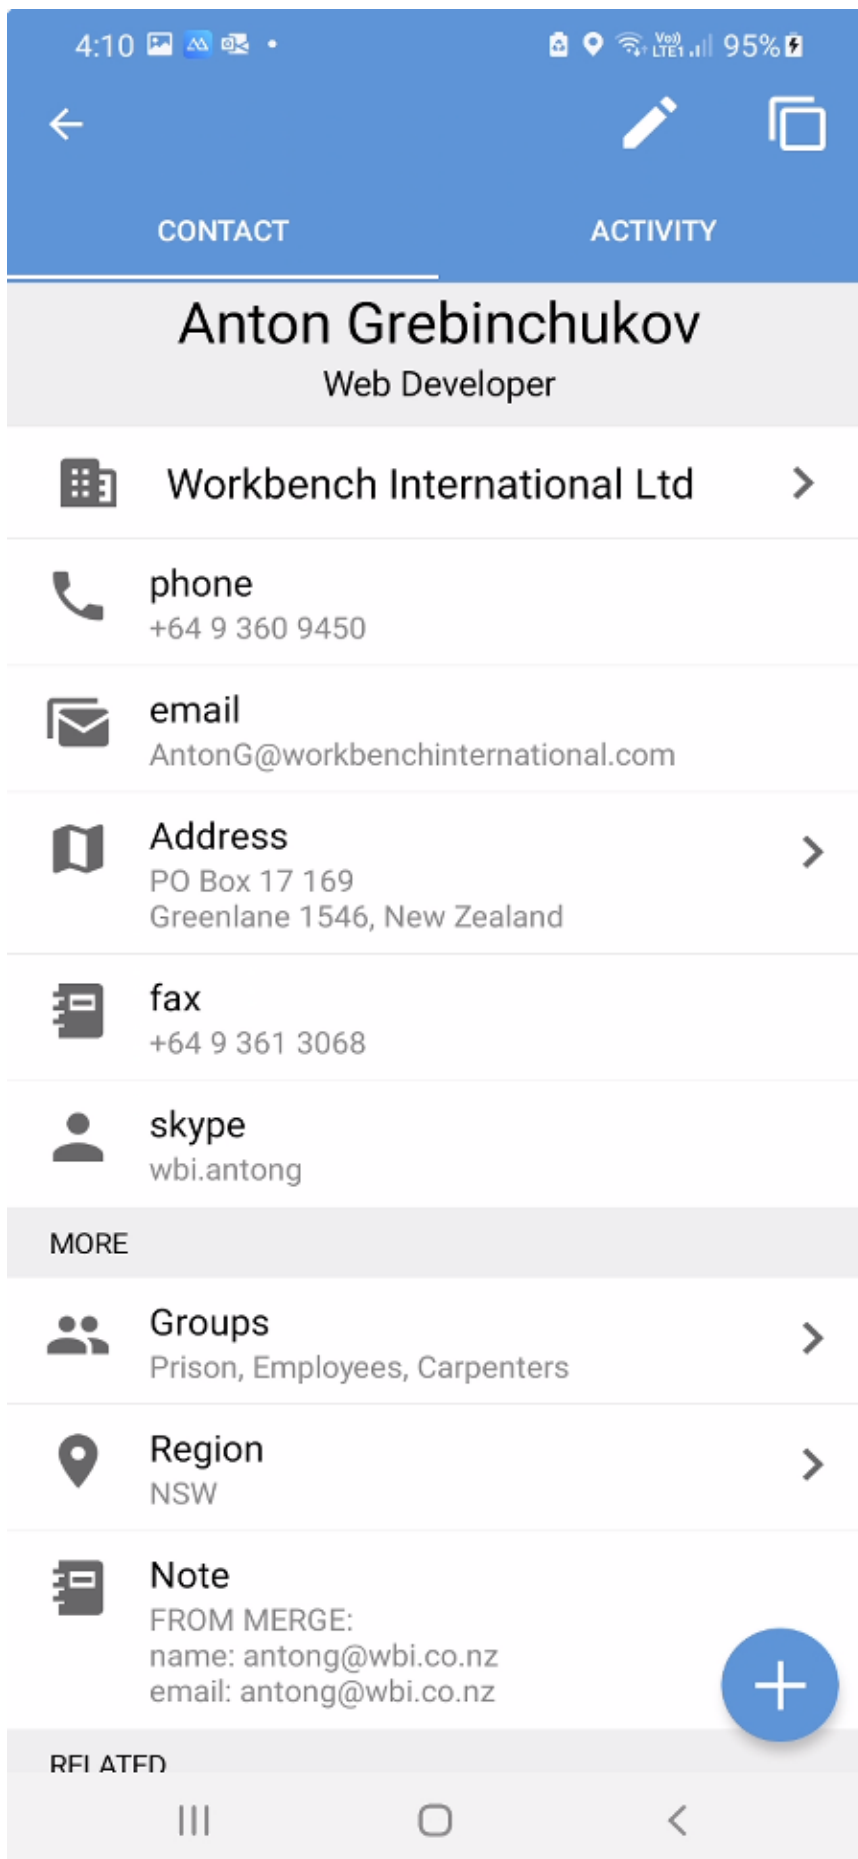 4:10
Vo))
LTE1
95%
CONTACT
ACTIVITY
Anton Grebinchukov
Web Developer
Workbench International Ltd
phone
+64 9 360 9450
email
AntonG@workbenchinternational.com
Address
PO Box 17 169
Greenlane 1546, New Zealand
fax
+64 9 361 3068
skype
wbi.antong
MORE
Groups
Prison, Employees, Carpenters
Region
NSW
Note
FROM MERGE:
name: antong@wbi.co.nz
email: antong@wbi.co.nz
RELATED